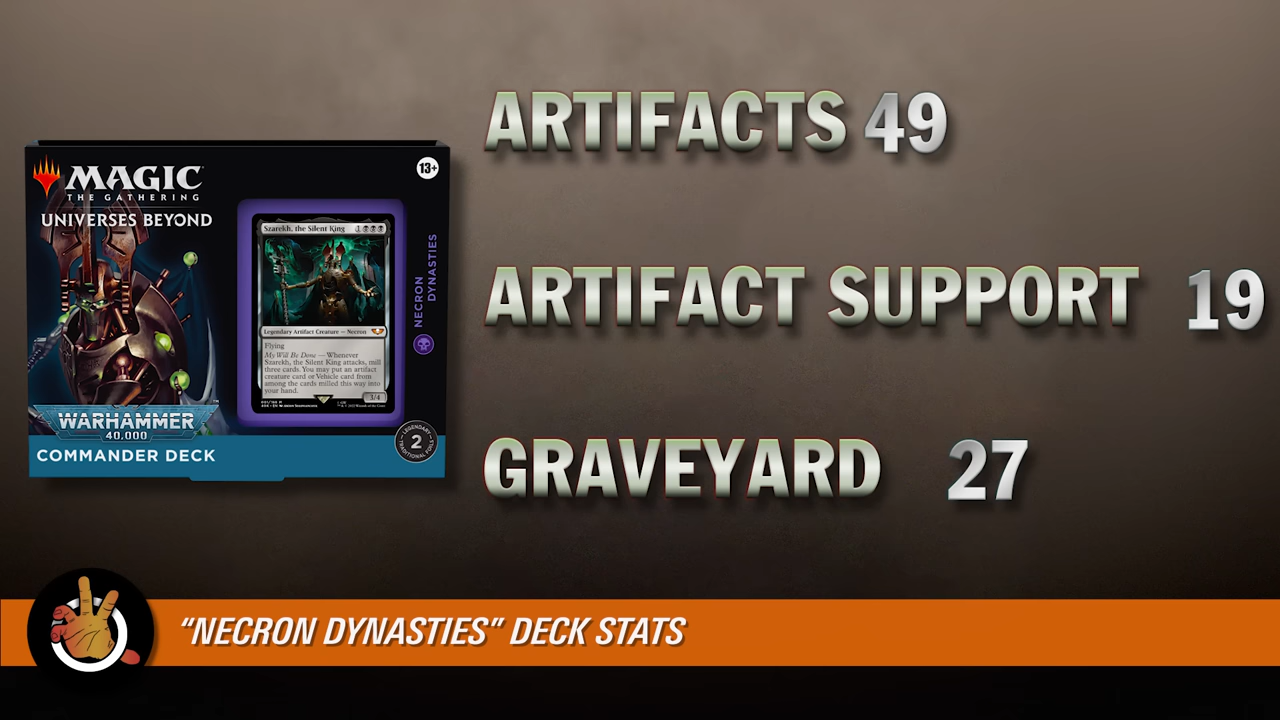 ARTIFACTS 49
ARTIFACT SUPPORT 19
GRAVEYARD 27
MAGIC
THE GATHERING
UNIVERSES BEYOND
13+
Szarekh, the Silent King 1
Legendary Artifact Creature — Necron
Flying
My Will Be Done — Whenever
Szarekh, the Silent King attacks, mill
three cards. You may put an artifact
creature card or Vehicle card from
among the cards milled this way into
your hand.
3/4
NECRON
DYNASTIES
WARHAMMER
40,000
COMMANDER DECK
LEGENDARY
2
TRADITIONAL FOILS
“NECRON DYNASTIES” DECK STATS